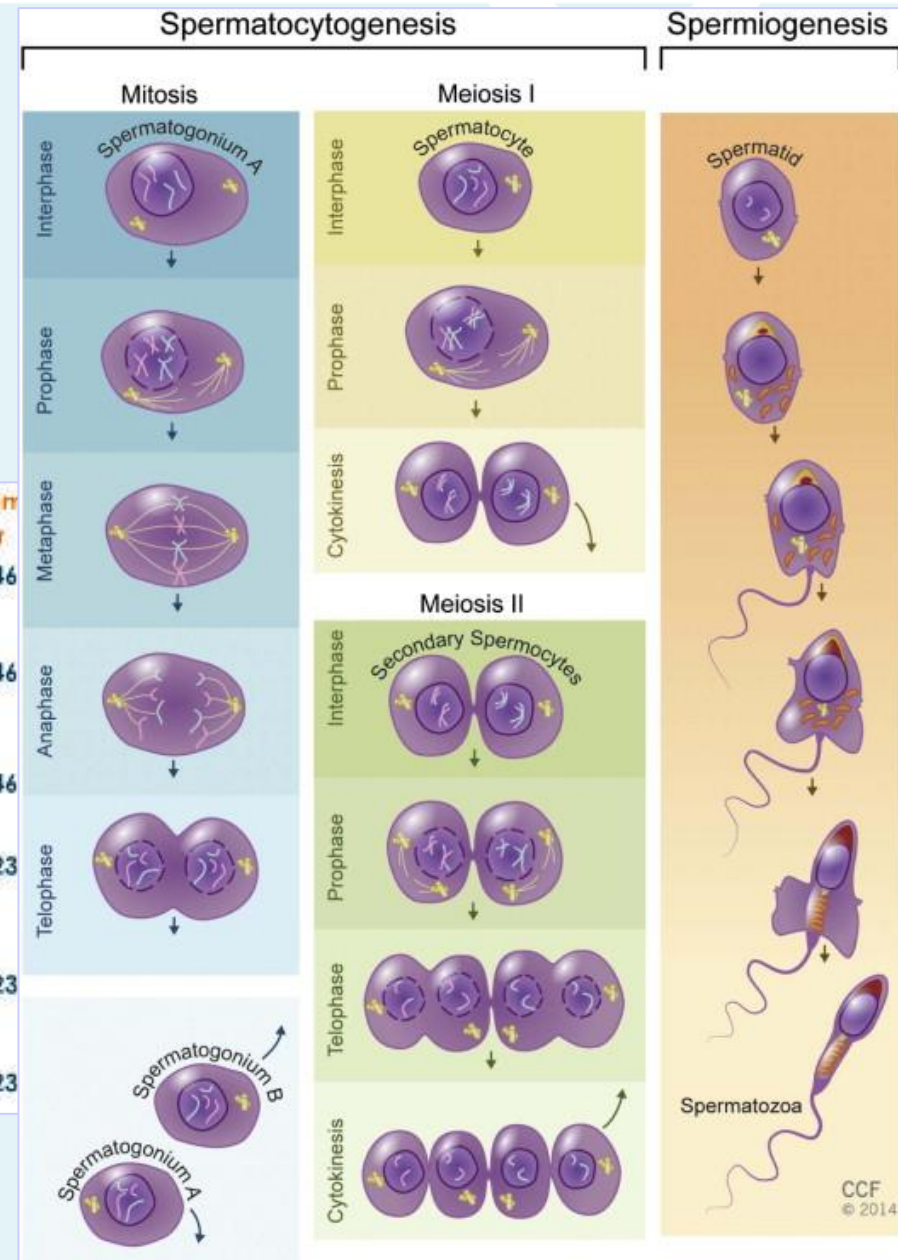 Spermatocytogenesis
Spermiogenesis
Mitosis
Interphase
Spermatogonium A
Prophase
Metaphase
Anaphase
Telophase
Spermatogonium B
Spermatogonium A
Meiosis I
Interphase
Spermatocyte
Prophase
Cytokinesis
Meiosis II
Interphase
Secondary Spermocytes
Prophase
Telophase
Cytokinesis
Spermatid
Spermatozoa
CCF
© 2014
46
46
46
23
23
23